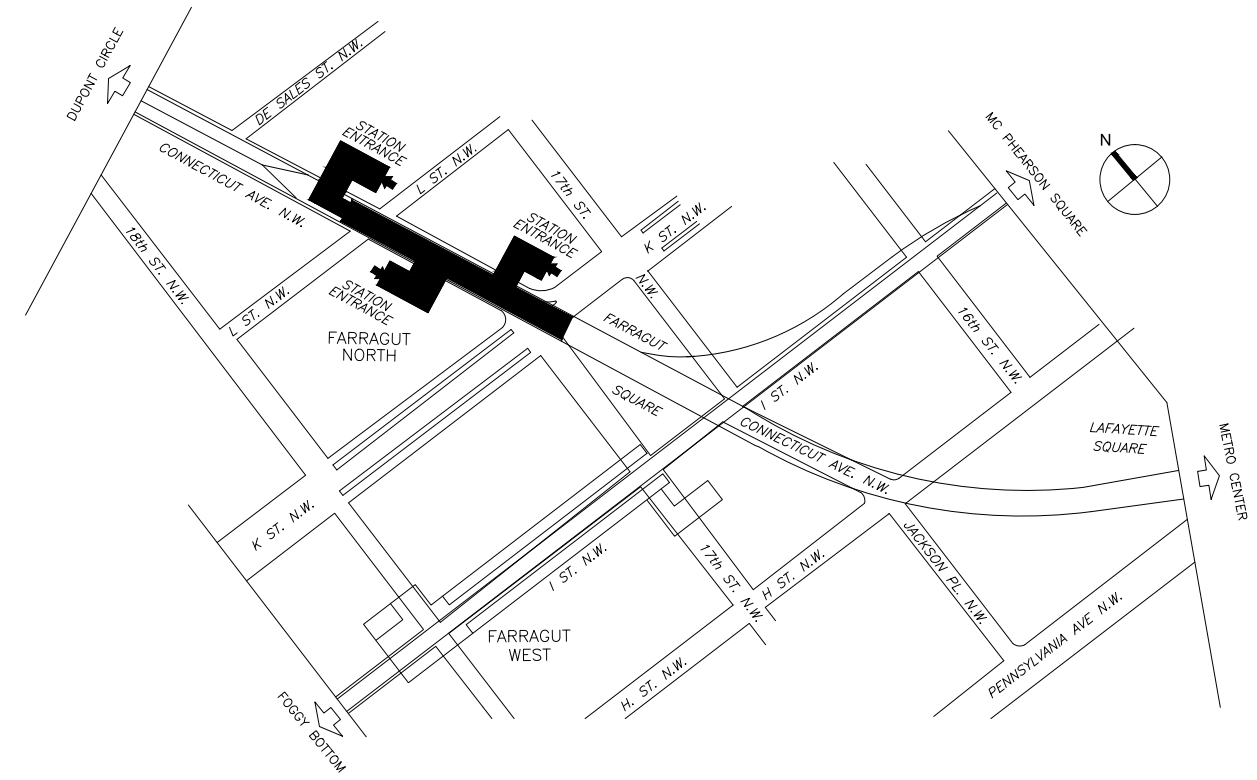 DUPONT CIRCLE
DE SALES ST. N.W.
STATION
ENTRANCE
CONNECTICUT AVE. N.W.
L ST. N.W.
17th ST.
N.W.
MC PHEARSON SQUARE
N
18th ST. N.W.
STATION
ENTRANCE
K ST. N.W.
STATION
ENTRANCE
L ST. N.W.
FARRAGUT
NORTH
FARRAGUT
SQUARE
I ST. N.W.
16th ST. N.W.
CONNECTICUT AVE. N.W.
LAFAYETTE
SQUARE
METRO CENTER
K ST. N.W.
I ST. N.W.
17th ST. N.W.
H ST. N.W.
JACKSON PL. N.W.
FARRAGUT
WEST
H. ST. N.W.
PENNSYLVANIA AVE N.W.
FOGGY BOTTOM